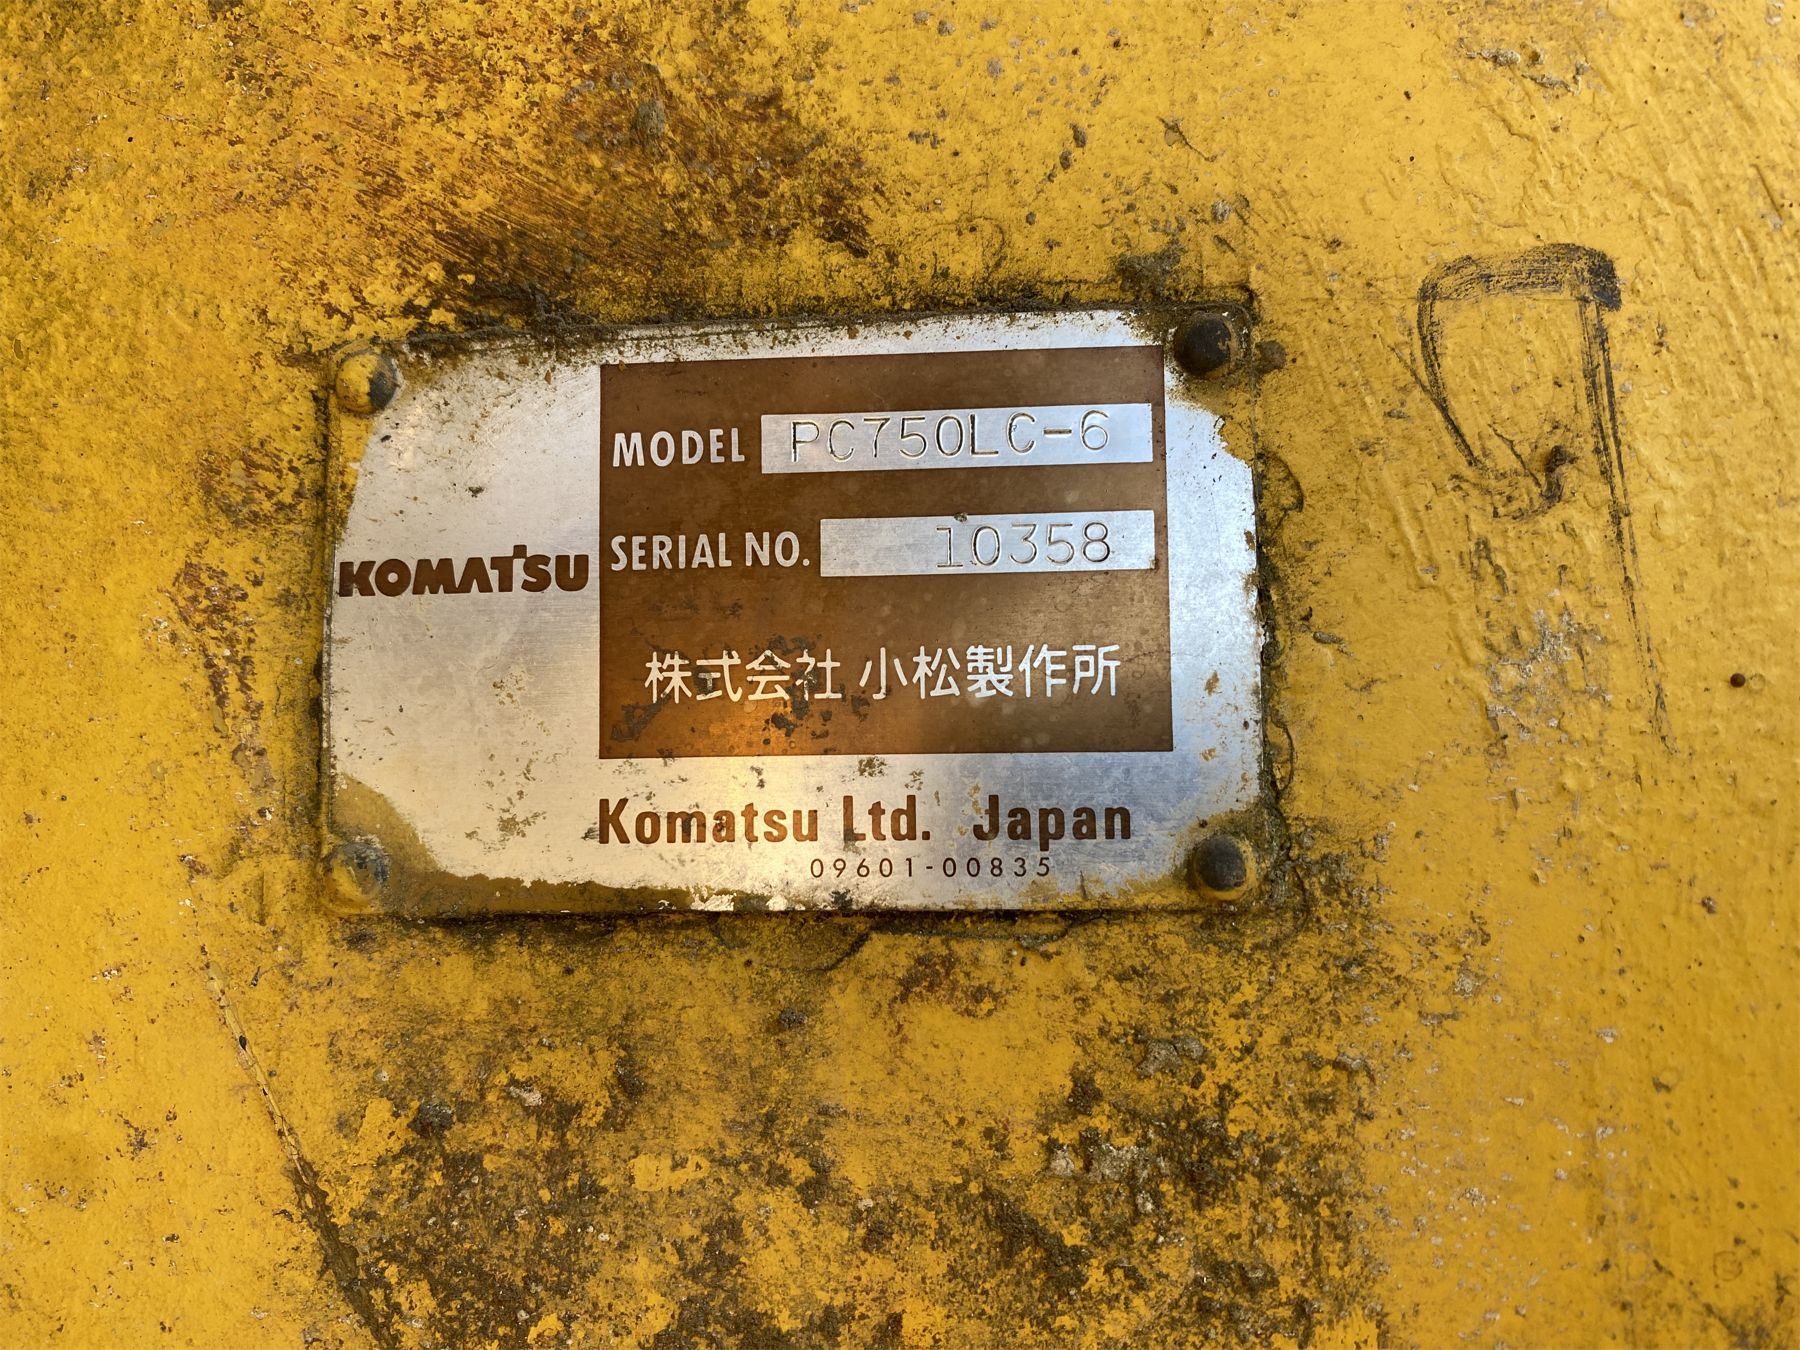 KOMATSU
MODEL PC750LC-6
SERIAL NO. 10358
株式会社 小松製作所
Komatsu Ltd. Japan
09601-00835